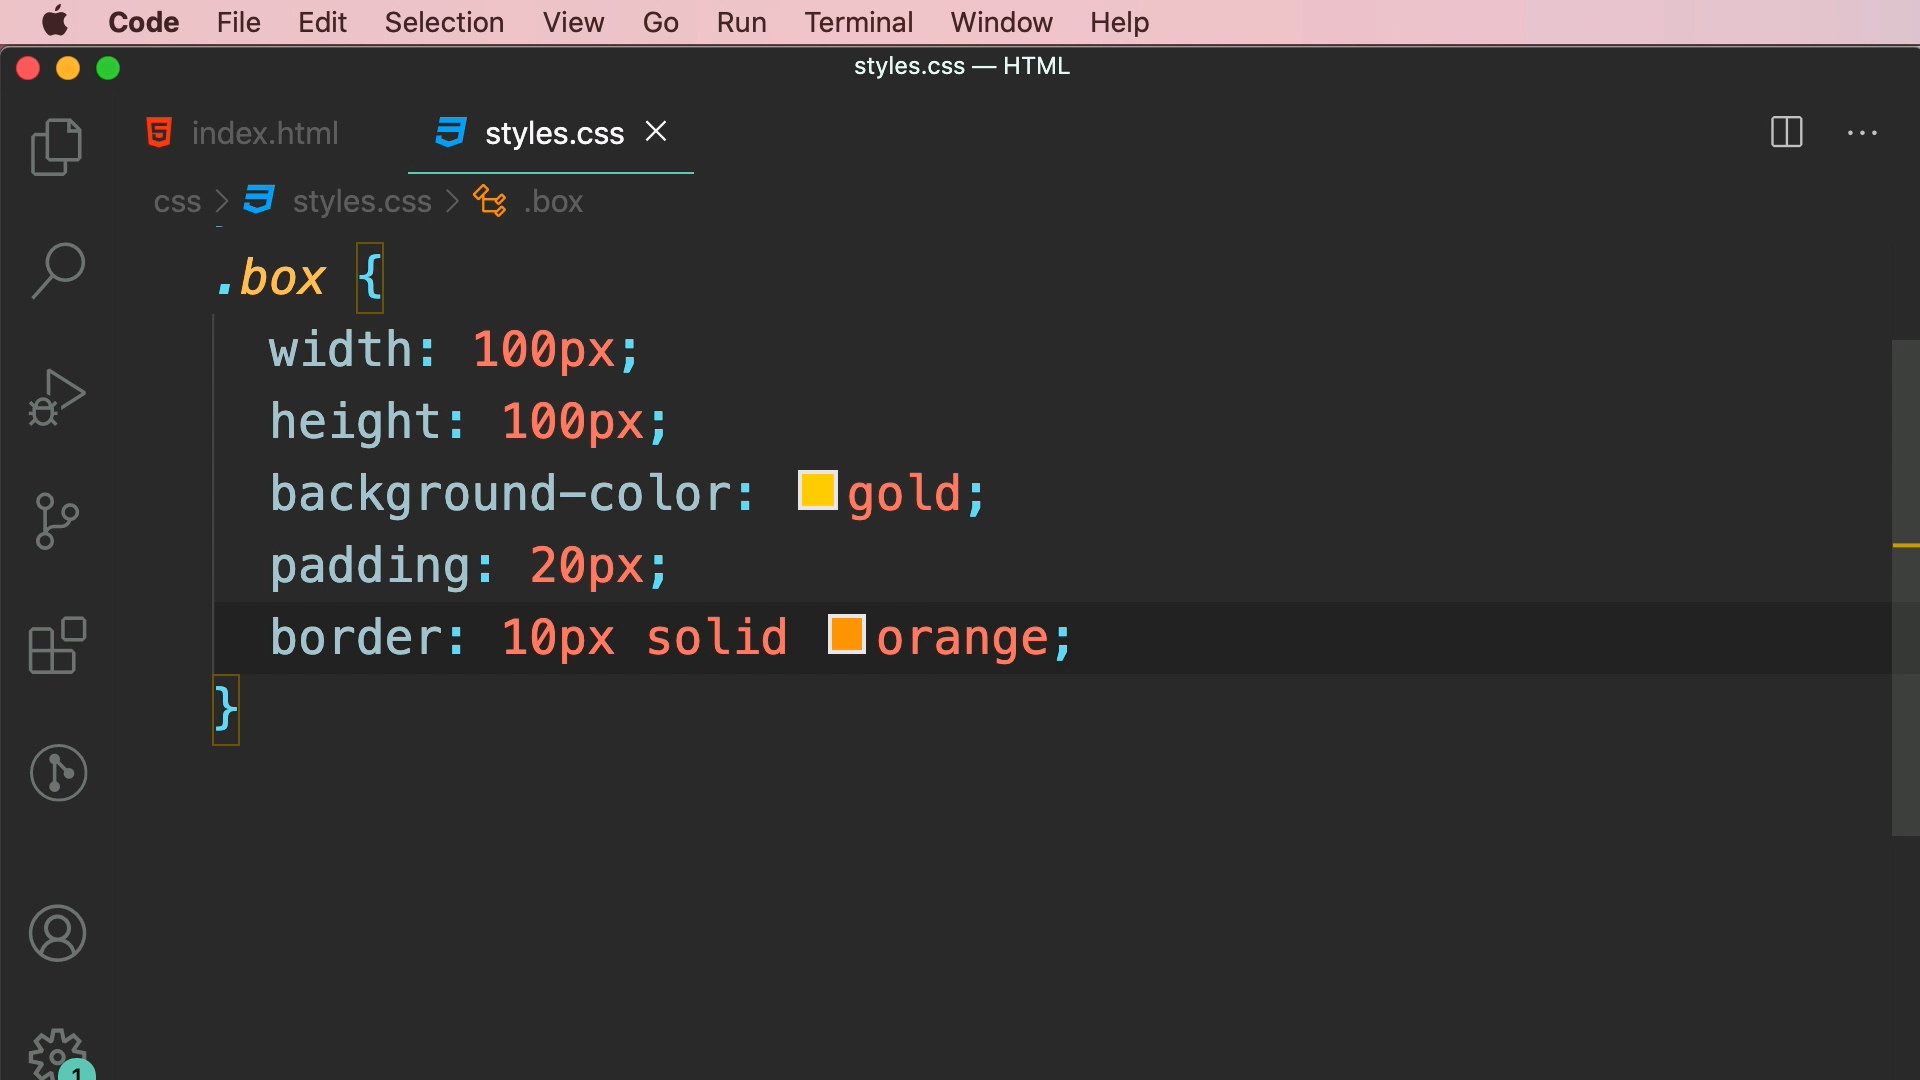 Code File Edit Selection View Go Run Terminal Window Help
styles.css — HTML
index.html styles.css
css > styles.css > .box
.box {
width: 100px;
height: 100px;
background-color: gold;
padding: 20px;
border: 10px solid orange;
}
1